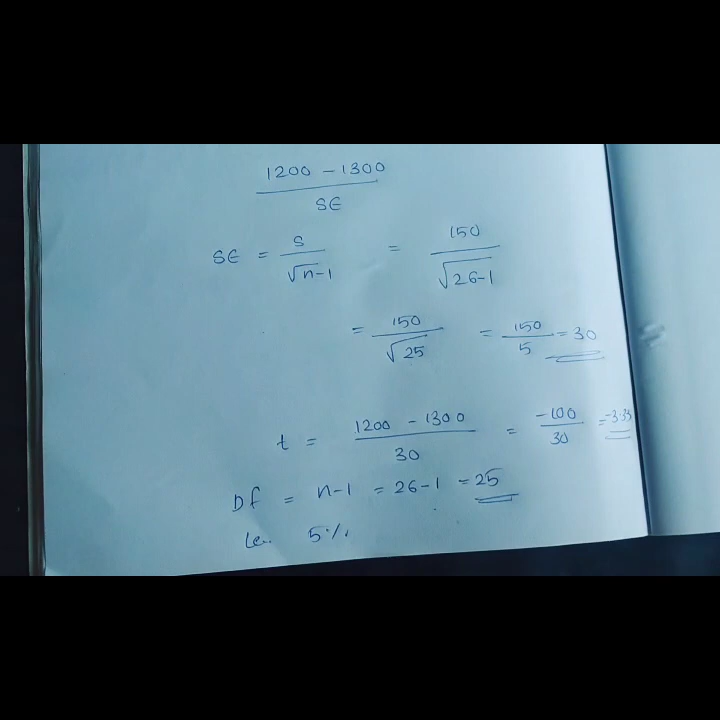 1200 - 1300
SE
SE = S / √n-1 = 150 / √26-1
= 150 / √25 = 150 / 5 = 30
t = 1200 - 1300 / 30 = -100 / 30 = -3.33
Df = n-1 = 26-1 = 25
Le. 5%